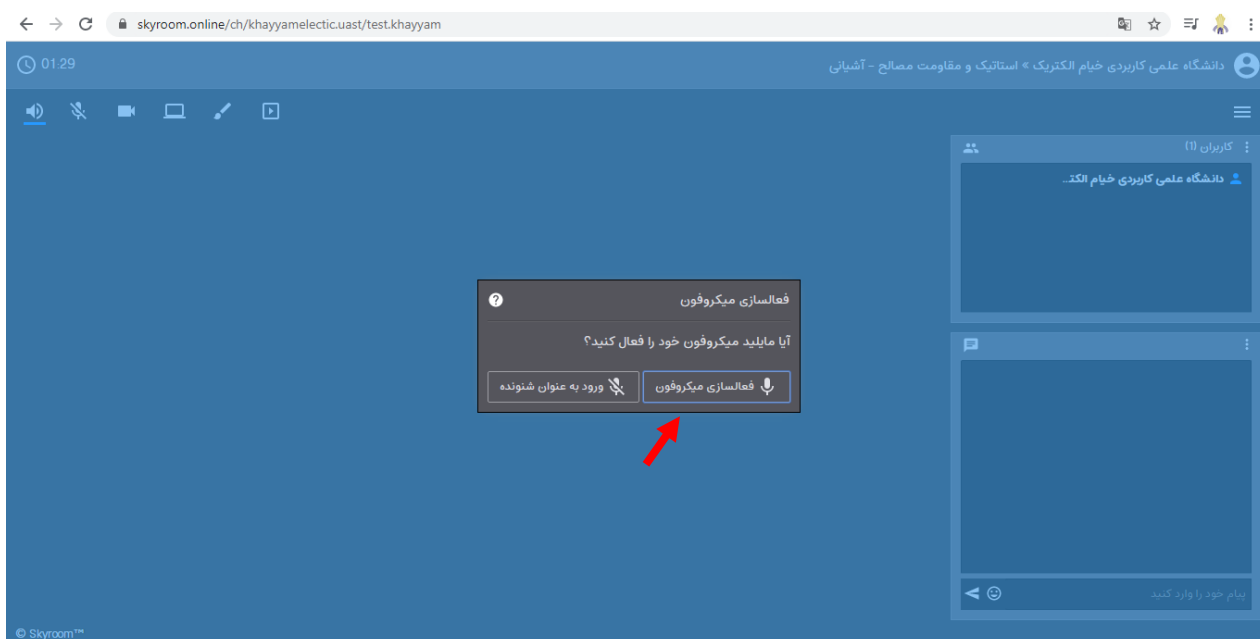 skyroom.online/ch/khayyamelectic.uast/test.khayyam
01:29
دانشگاه علمی کاربردی خیام الکتریک » استاتیک و مقاومت مصالح - آشیانی
کاربران (1)
دانشگاه علمی کاربردی خیام الکتـ..
فعالسازی میکروفون
آیا مایلید میکروفون خود را فعال کنید؟
فعالسازی میکروفون
ورود به عنوان شنونده
پیام خود را وارد کنید
© Skyroom™